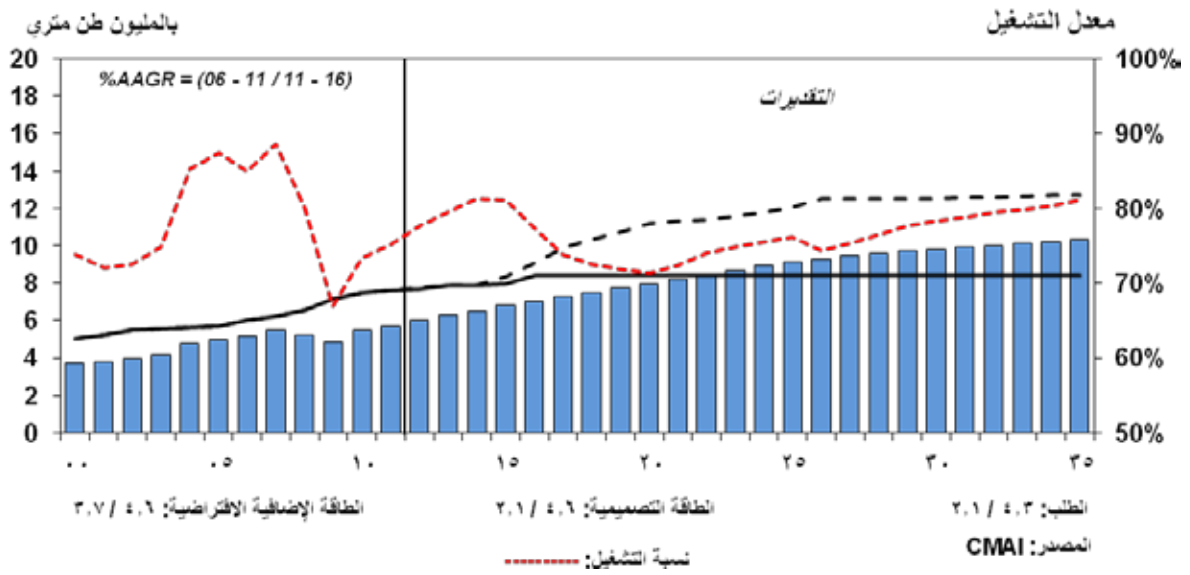 معدل التشغيل
بالمليون طن متري
%AAGR = (06 - 11 / 11 - 16)
التقديرات
20
18
16
14
12
10
8
6
4
2
0
100%
90%
80%
70%
60%
50%
٠٠ ٠٥ ١٠ ١٥ ٢٠ ٢٥ ٣٠ ٣٥
الطلب: ٤.٣ / ٢.١
الطاقة التصميمية: ٤.٦ / ٢.١
الطاقة الإضافية الافتراضية: ٤.٦ / ٣.٧
المصدر: CMAI
نسبة التشغيل: